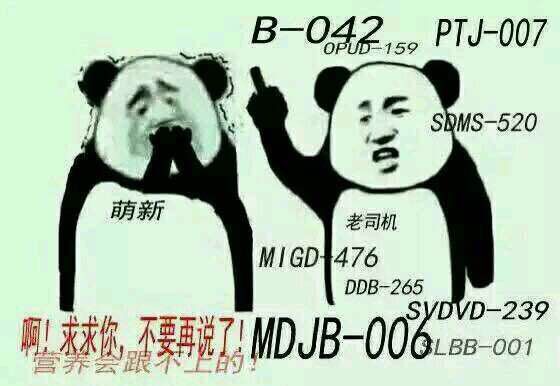 B-042
PTJ-007
OPUD-159
SDMS-520
萌新
老司机
MIGD-476
DDB-265
SVDVD-239
啊！求求你，不要再说了！
MDJB-006
SLBB-001
营养会跟不上的！